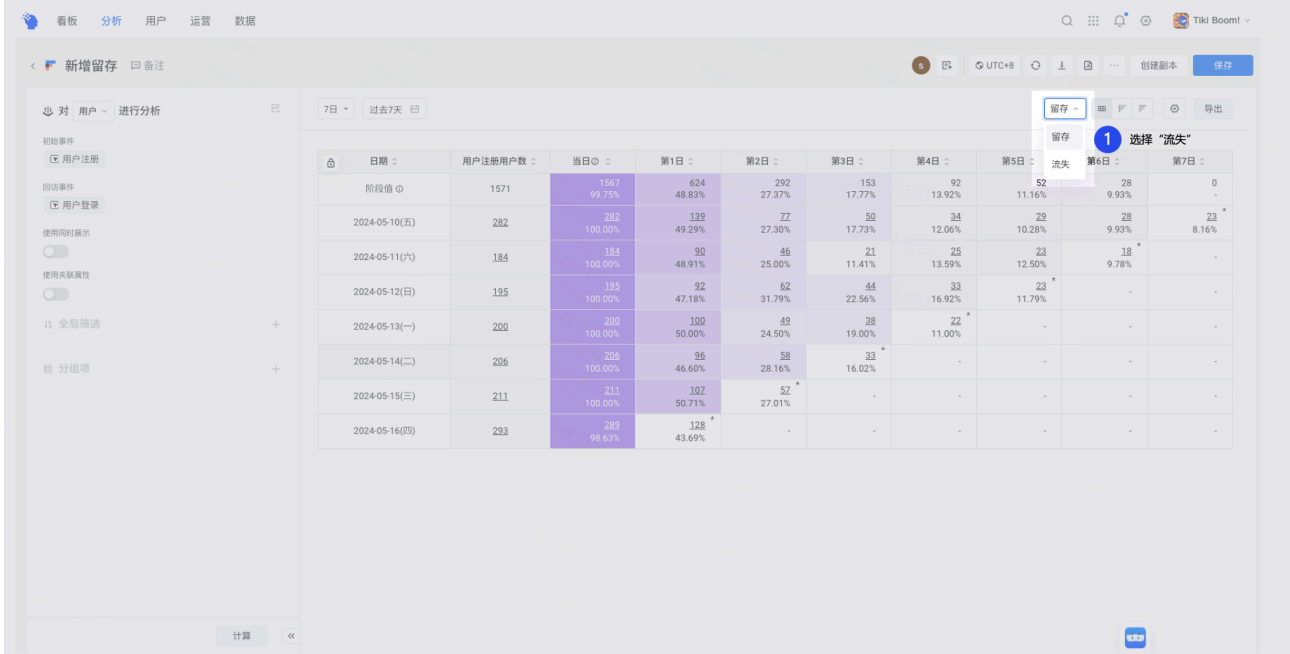 看板 分析 用户 运营 数据 Tiki Boom!
新增留存 备注 s UTC+8 创建副本 保存
对 用户 进行分析 7日 过去7天 留存 导出
初始事件
用户注册
回访事件
用户登录
使用同时展示
使用关联属性
全局筛选
分组项
计算
留存
流失
1 选择“流失”
日期 用户注册用户数 当日 第1日 第2日 第3日 第4日 第5日 第6日 第7日
阶段值 1571 1567 624 292 153 92 52 28 0
99.75% 48.83% 27.37% 17.77% 13.92% 11.16% 9.93% -
2024-05-10(五) 282 282 139 77 50 34 29 28 23 *
100.00% 49.29% 27.30% 17.73% 12.06% 10.28% 9.93% 8.16%
2024-05-11(六) 184 184 90 46 21 25 23 18 * -
100.00% 48.91% 25.00% 11.41% 13.59% 12.50% 9.78%
2024-05-12(日) 195 195 92 62 44 33 23 * - -
100.00% 47.18% 31.79% 22.56% 16.92% 11.79%
2024-05-13(一) 200 200 100 49 38 22 * - - -
100.00% 50.00% 24.50% 19.00% 11.00%
2024-05-14(二) 206 206 96 58 33 * - - - -
100.00% 46.60% 28.16% 16.02%
2024-05-15(三) 211 211 107 57 * - - - - -
100.00% 50.71% 27.01%
2024-05-16(四) 293 289 128 * - - - - - -
98.63% 43.69%